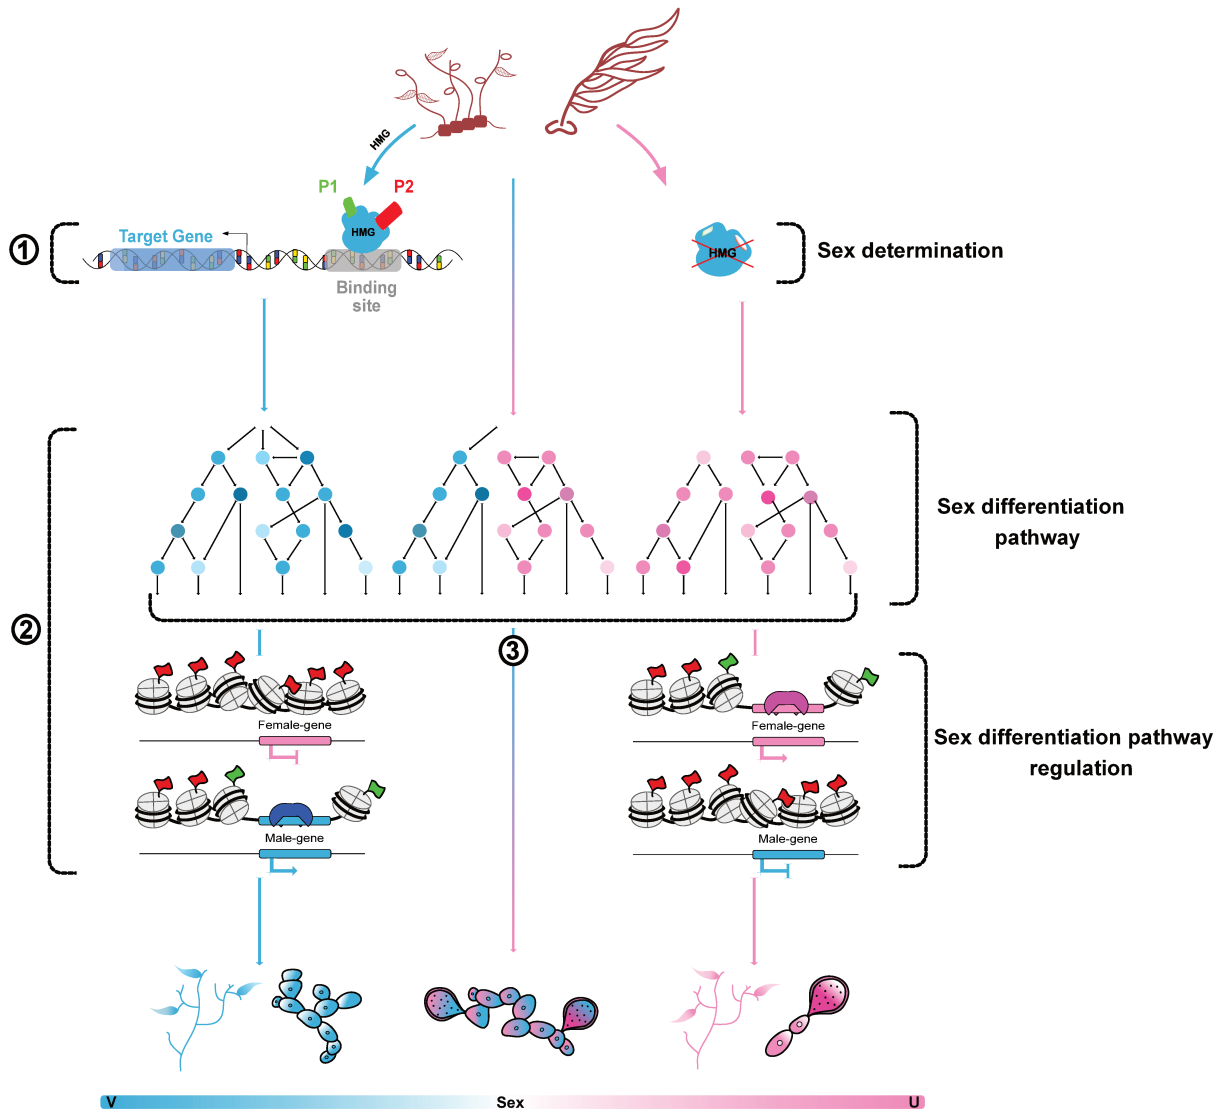 HMG
P1
P2
1
Target Gene
HMG
HMG
Sex determination
Binding
site
Sex differentiation
pathway
2
3
Female-gene
Female-gene
Sex differentiation pathway
regulation
Male-gene
Male-gene
V
Sex
U